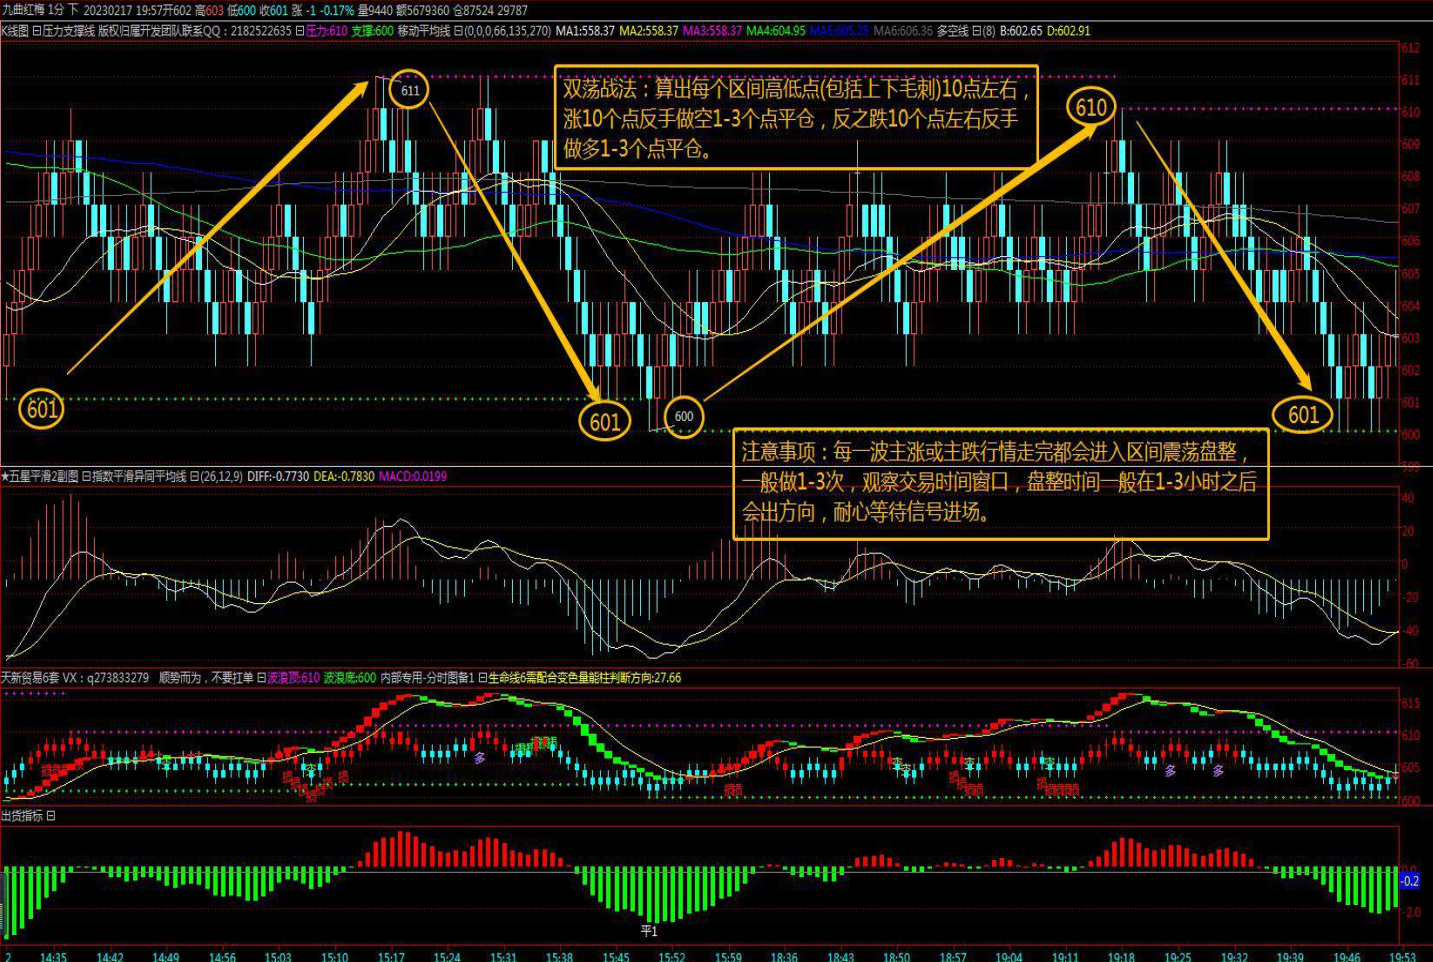 九曲红梅 1分 下 20230217 19:57开602 高603 低600 收601 涨 -1 -0.17% 量9440 额5679360 仓87524 29787
K线图 日压力支撑线 版权归属开发团队联系QQ：2182522635 日压力:610 支撑:600 移动平均线 日(0,0,0,66,135,270) MA1:558.37 MA2:558.37 MA3:558.37 MA4:604.95 MA5:605.23 MA6:606.36 多空线 日(8) B:602.65 D:602.91
612
611
610
609
608
607
606
605
604
603
602
601
600
599
双荡战法：算出每个区间高低点(包括上下毛刺)10点左右，
涨10个点反手做空1-3个点平仓，反之跌10个点左右反手
做多1-3个点平仓。
611
610
601
601
600
601
注意事项：每一波主涨或主跌行情走完都会进入区间震荡盘整，
一般做1-3次，观察交易时间窗口，盘整时间一般在1-3小时之后
会出方向，耐心等待信号进场。
★五星平滑2副图 日指数平滑异同平均线 日(26,12,9) DIFF:-0.7730 DEA:-0.7830 MACD:0.0199
40
20
0
-20
-40
-60
天新贸易6套 VX：q273833279 顺势而为，不要扛单 日波浪顶:610 波浪底:600 内部专用-分时图备1 日生命线6需配合变色量能柱判断方向:27.66
615
610
605
600
多
多
多
出货指标 日
0.0
-0.2
-2.0
平1
2 14:35 14:42 14:49 14:56 15:03 15:10 15:17 15:24 15:31 15:38 15:45 15:52 15:59 18:36 18:43 18:50 18:57 19:04 19:11 19:18 19:25 19:32 19:39 19:46 19:53